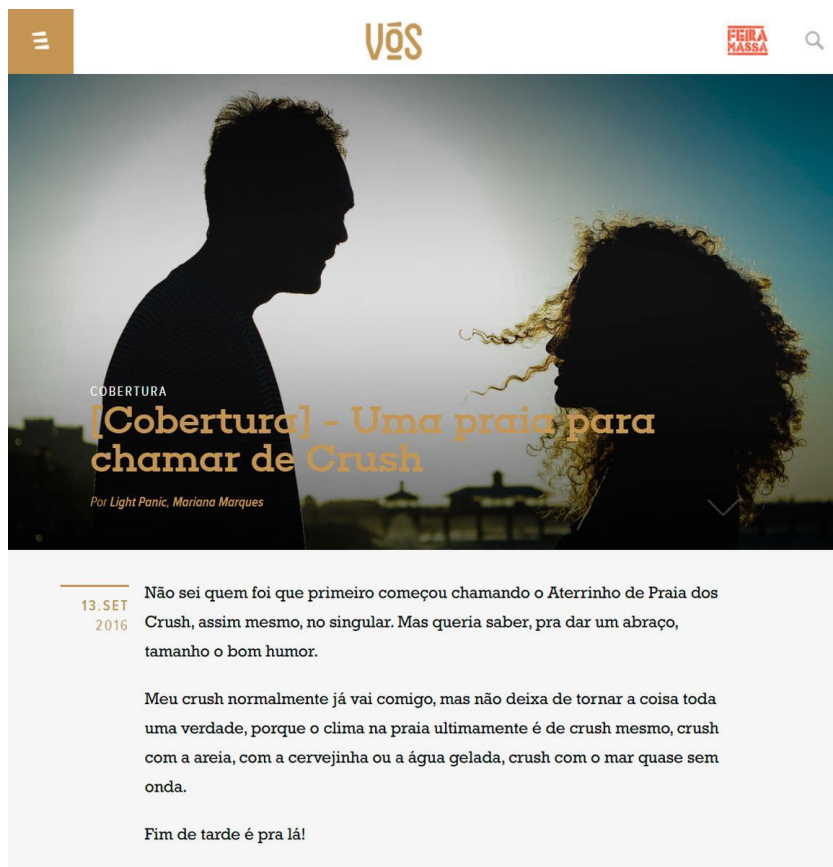 VÓS
FEIRA
MASSA
COBERTURA
[Cobertura] - Uma praia para
chamar de Crush
Por Light Panic, Mariana Marques
13.SET
2016
Não sei quem foi que primeiro começou chamando o Aterrinho de Praia dos
Crush, assim mesmo, no singular. Mas queria saber, pra dar um abraço,
tamanho o bom humor.
Meu crush normalmente já vai comigo, mas não deixa de tornar a coisa toda
uma verdade, porque o clima na praia ultimamente é de crush mesmo, crush
com a areia, com a cervejinha ou a água gelada, crush com o mar quase sem
onda.
Fim de tarde é pra lá!